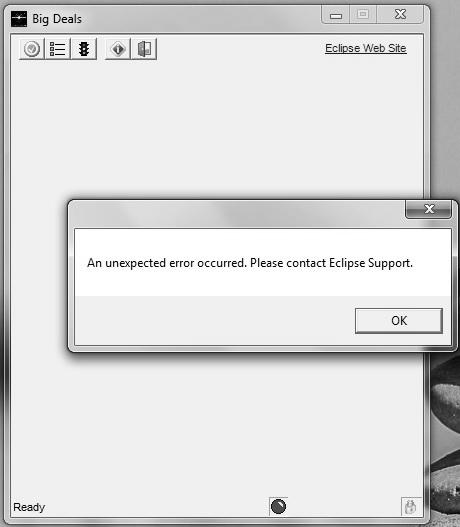 Big Deals
Eclipse Web Site
An unexpected error occurred. Please contact Eclipse Support.
OK
Ready